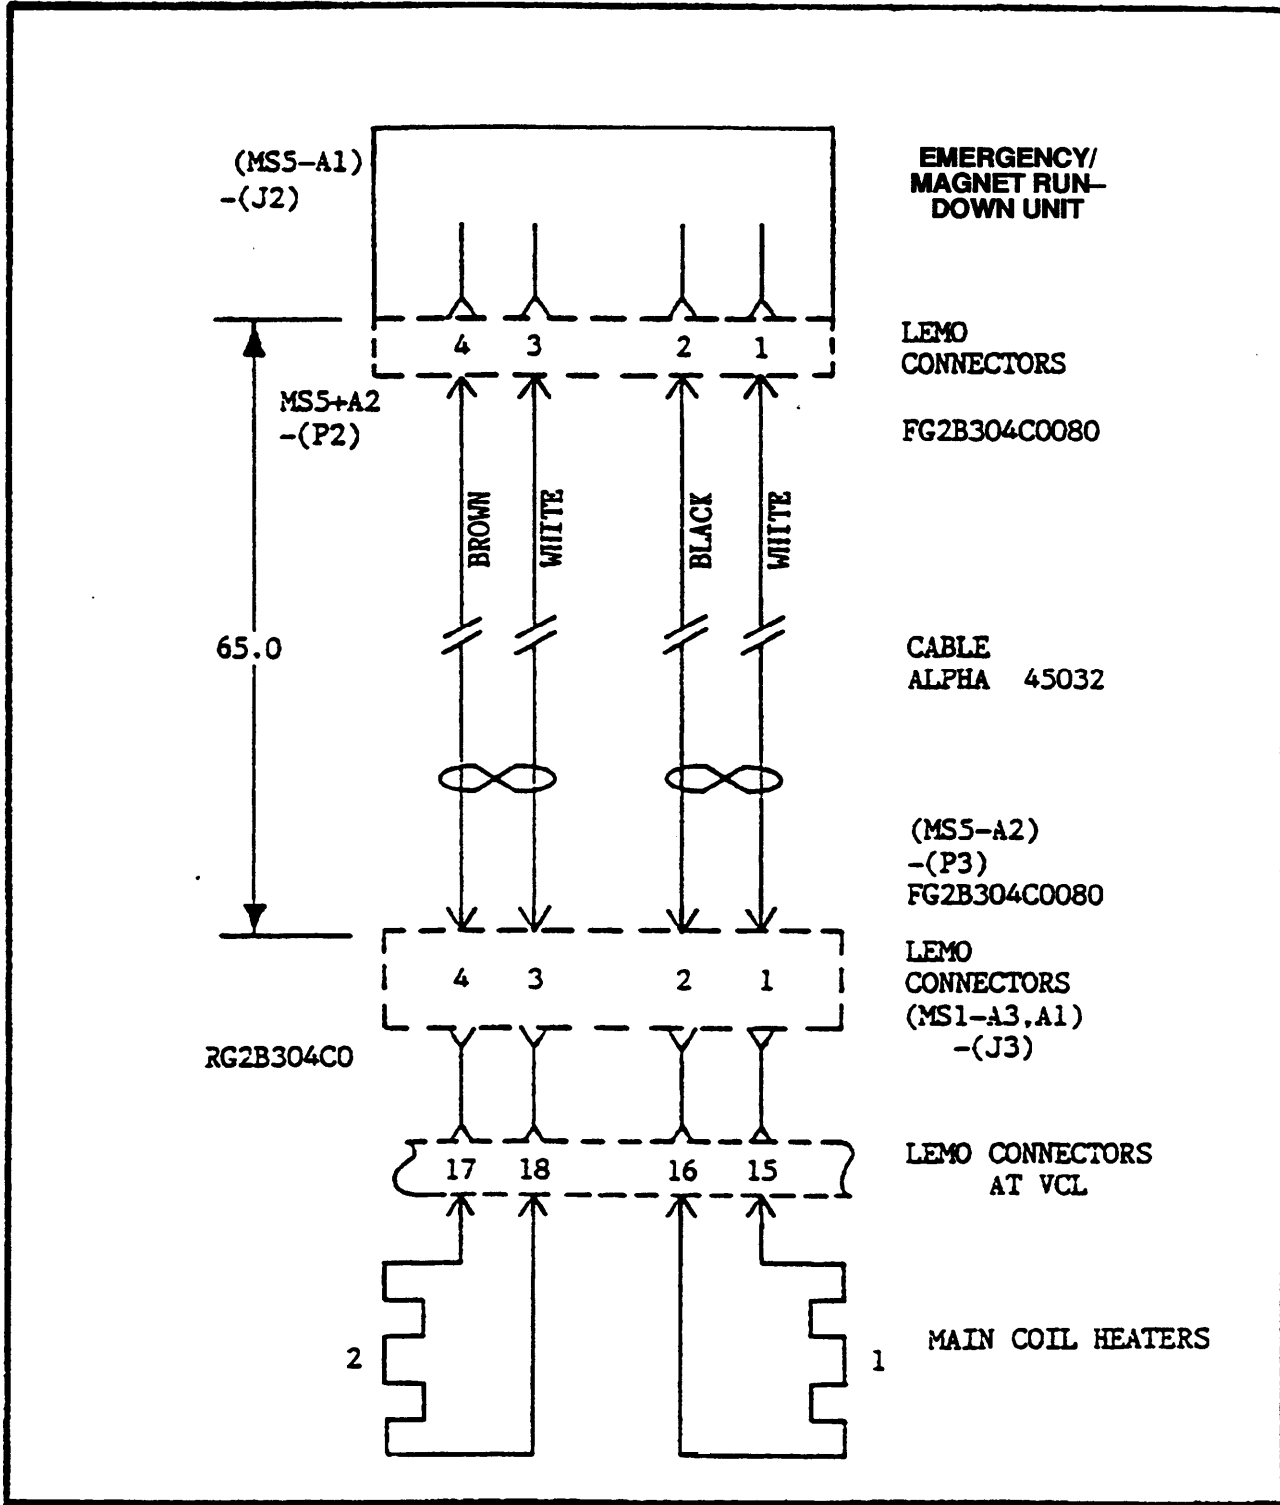 (MS5-A1)
-(J2)
EMERGENCY/
MAGNET RUN-
DOWN UNIT
4 3 2 1
LEMO
CONNECTORS
MS5+A2
-(P2)
FG2B304C0080
BROWN
WHITE
BLACK
WHITE
65.0
CABLE
ALPHA 45032
(MS5-A2)
-(P3)
FG2B304C0080
4 3 2 1
LEMO
CONNECTORS
(MS1-A3,A1)
-(J3)
RG2B304C0
17 18 16 15
LEMO CONNECTORS
AT VCL
2
1
MAIN COIL HEATERS